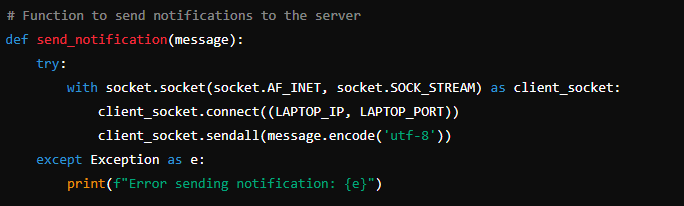 # Function to send notifications to the server
def send_notification(message):
    try:
        with socket.socket(socket.AF_INET, socket.SOCK_STREAM) as client_socket:
            client_socket.connect((LAPTOP_IP, LAPTOP_PORT))
            client_socket.sendall(message.encode('utf-8'))
    except Exception as e:
        print(f"Error sending notification: {e}")